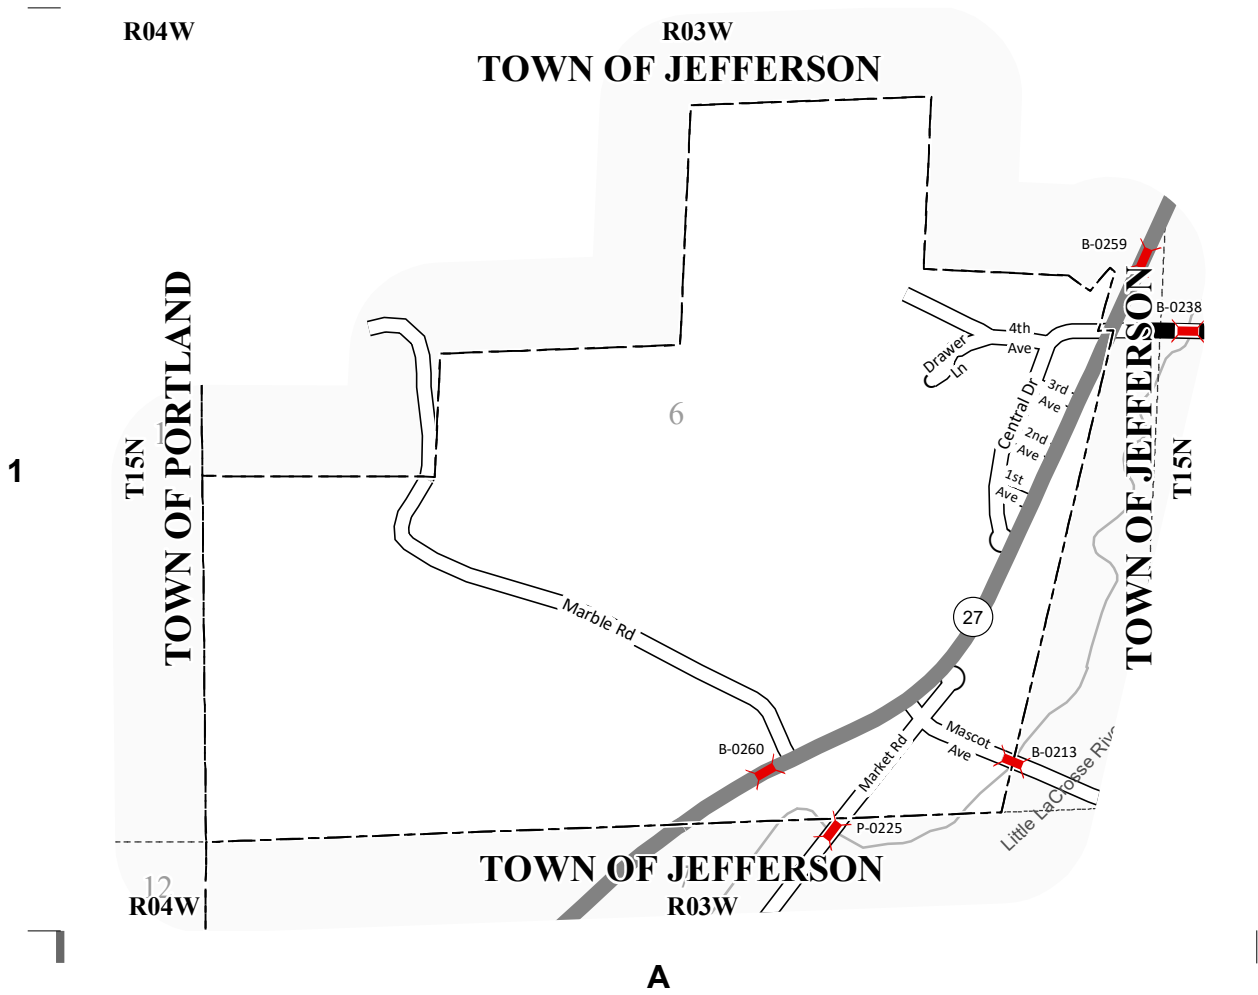 R04W
R03W
TOWN OF JEFFERSON
B-0259
B-0238
4th
Ave
Drawer
Ln
3rd
Ave
Central Dr
2nd
Ave
1st
Ave
6
1
TOWN OF PORTLAND
T15N
1
TOWN OF JEFFERSON
T15N
27
Marble Rd
B-0260
Market Rd
Mascot
Ave
B-0213
Little LaCrosse Rive
P-0225
TOWN OF JEFFERSON
12
R04W
R03W
A